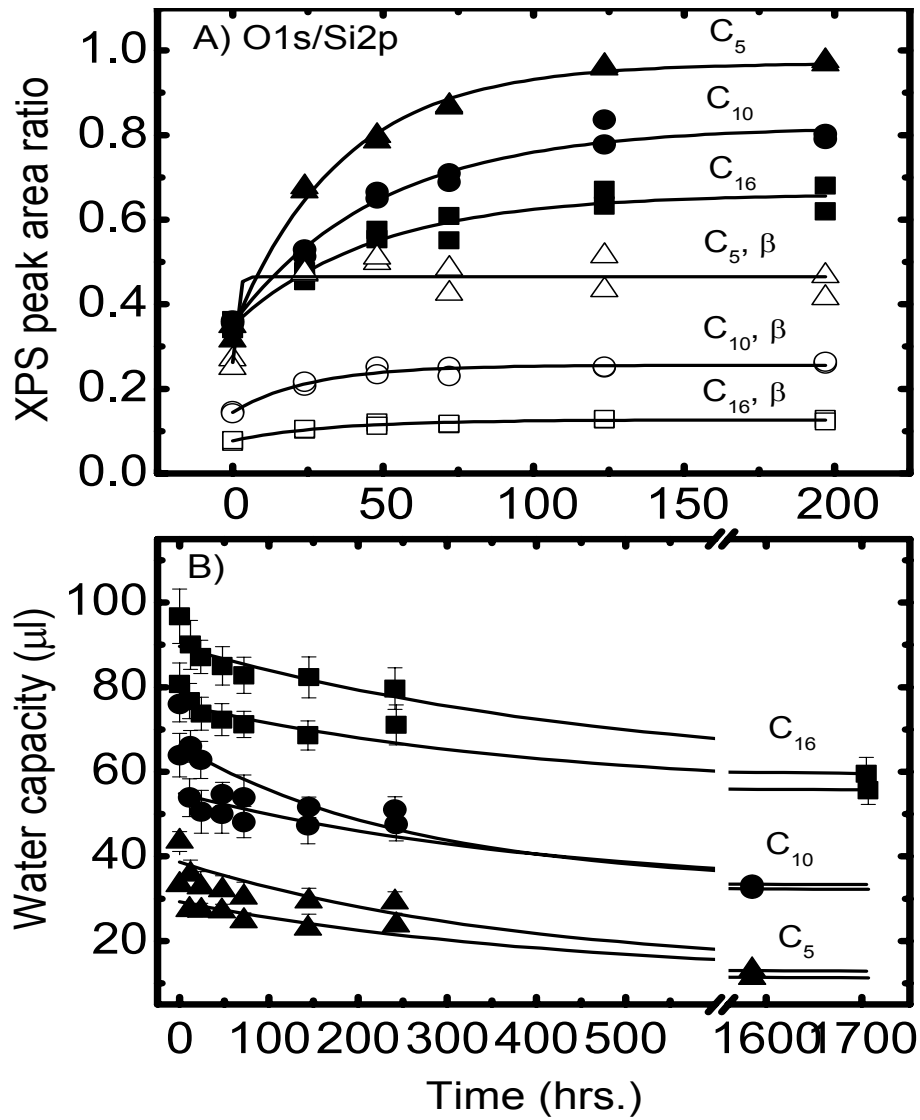 A) O1s/Si2p
C₅
C₁₀
C₁₆
C₅, β
C₁₀, β
C₁₆, β
XPS peak area ratio
1.0
0.8
0.6
0.4
0.2
0.0
0 50 100 150 200
B)
C₁₆
C₁₀
C₅
Water capacity (μl)
100
80
60
40
20
0 100 200 300 400 500 1600 1700
Time (hrs.)